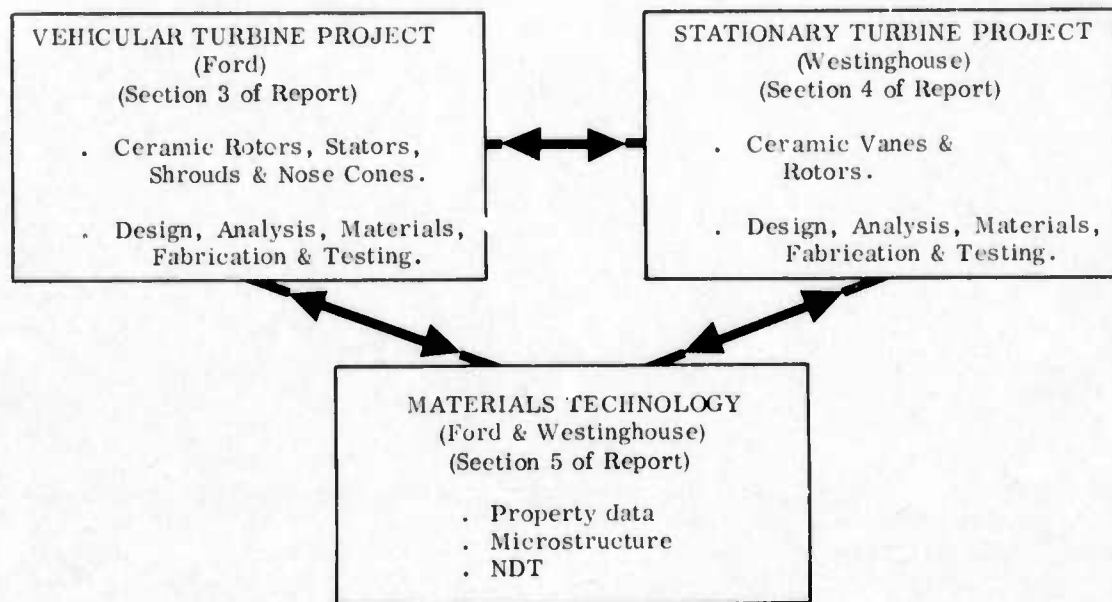 VEHICULAR TURBINE PROJECT
(Ford)
(Section 3 of Report)
. Ceramic Rotors, Stators,
Shrouds & Nose Cones.
. Design, Analysis, Materials,
Fabrication & Testing.
STATIONARY TURBINE PROJECT
(Westinghouse)
(Section 4 of Report)
. Ceramic Vanes &
Rotors.
. Design, Analysis, Materials,
Fabrication & Testing.
MATERIALS TECHNOLOGY
(Ford & Westinghouse)
(Section 5 of Report)
. Property data
. Microstructure
. NDT